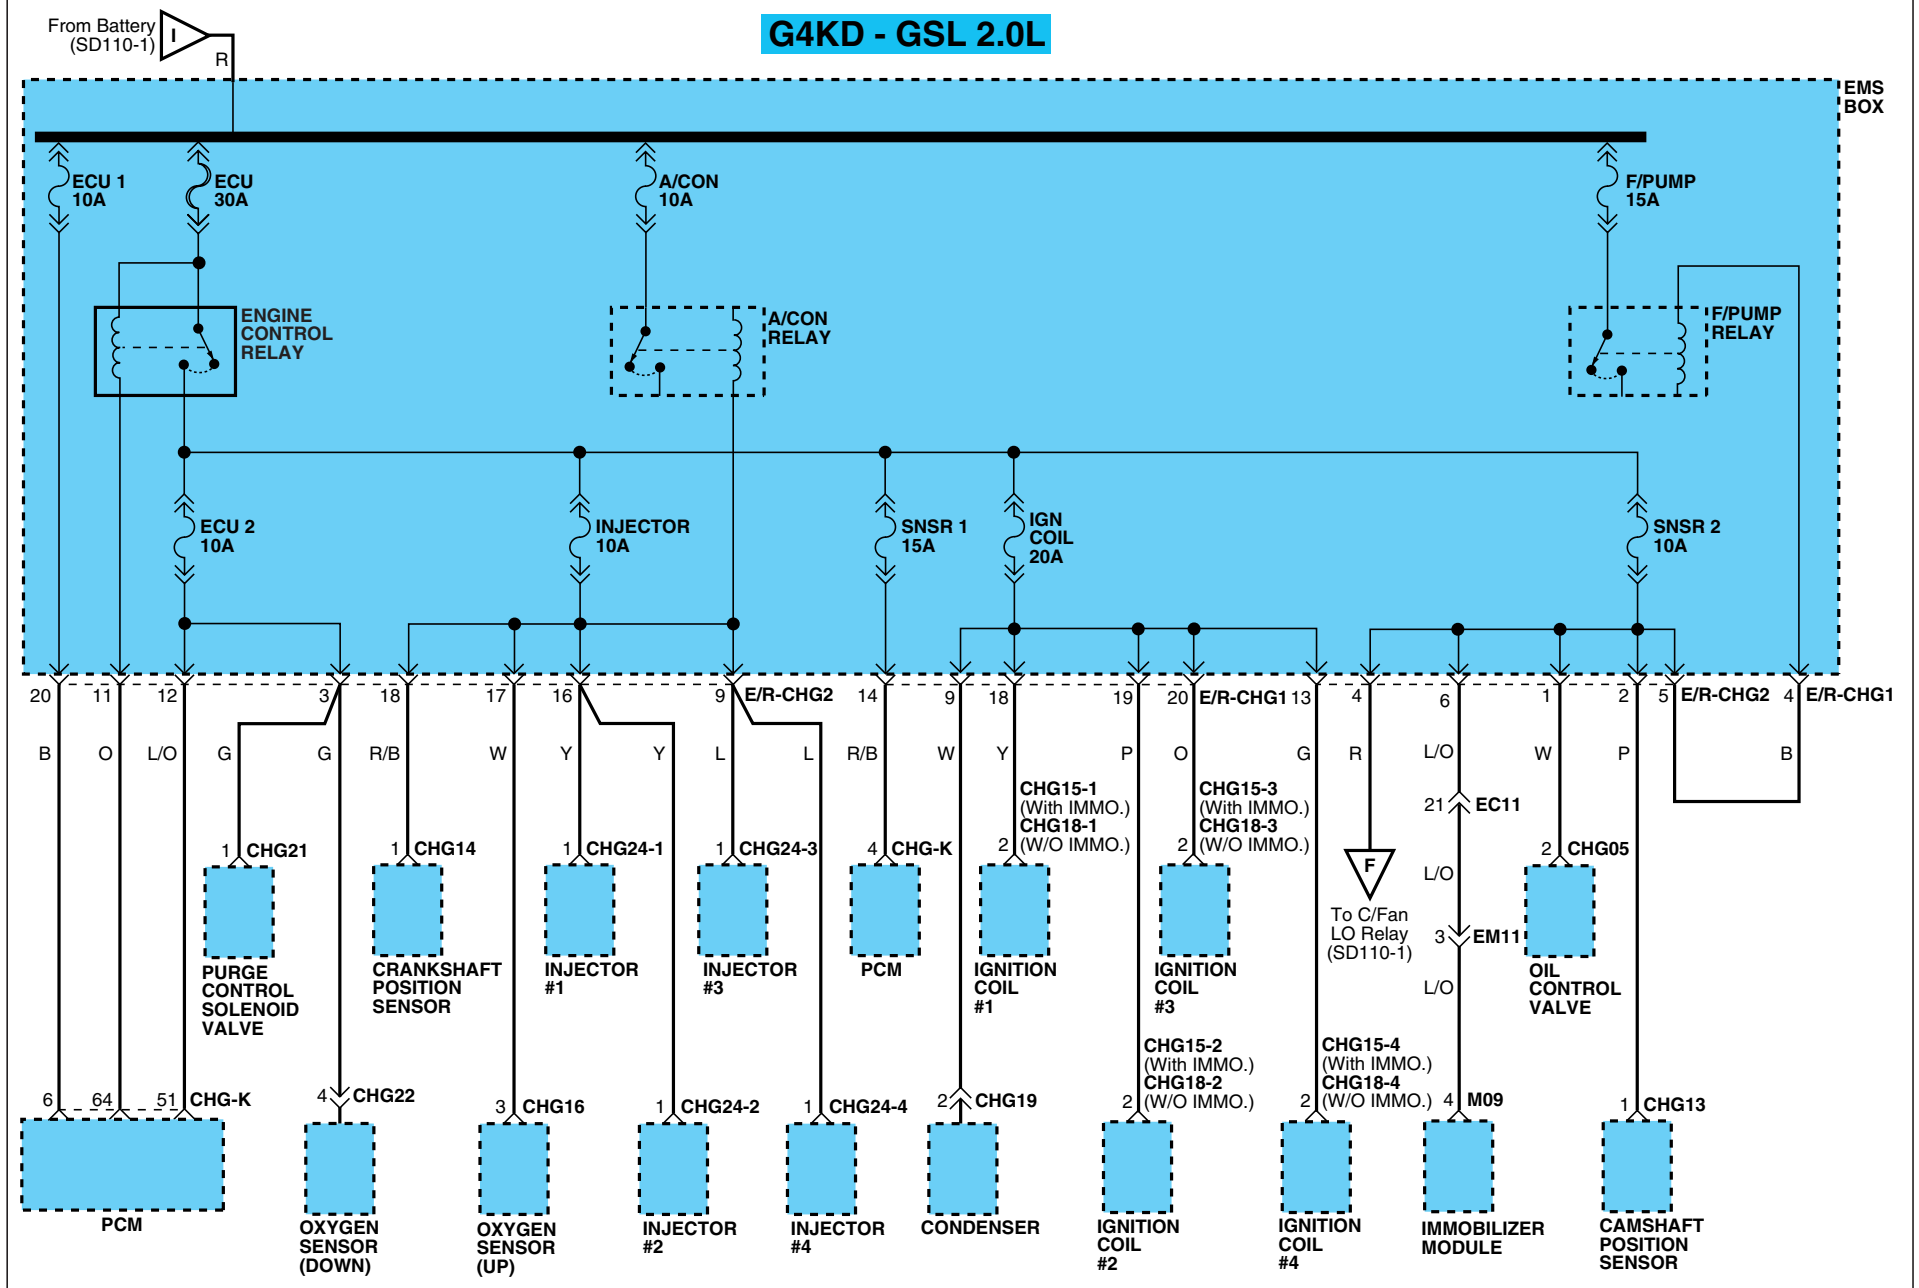 From Battery
(SD110-1)
I
R
G4KD - GSL 2.0L
EMS
BOX
ECU 1
10A
ECU
30A
A/CON
10A
F/PUMP
15A
ENGINE
CONTROL
RELAY
A/CON
RELAY
F/PUMP
RELAY
ECU 2
10A
INJECTOR
10A
SNSR 1
15A
IGN
COIL
20A
SNSR 2
10A
20 11 12 3 18 17 16 9 E/R-CHG2 14 9 18 19 20 E/R-CHG1 13 4 6 1 2 5 E/R-CHG2 4 E/R-CHG1
B O L/O G G R/B W Y Y L L R/B W Y P O G R L/O W P B
CHG15-1
(With IMMO.)
CHG18-1
(W/O IMMO.)
CHG15-3
(With IMMO.)
CHG18-3
(W/O IMMO.)
21 EC11
1 CHG21
1 CHG14
1 CHG24-1
1 CHG24-3
4 CHG-K
2
2
F
L/O
2 CHG05
To C/Fan
LO Relay
(SD110-1)
3 EM11
L/O
PURGE
CONTROL
SOLENOID
VALVE
CRANKSHAFT
POSITION
SENSOR
INJECTOR
#1
INJECTOR
#3
PCM
IGNITION
COIL
#1
IGNITION
COIL
#3
OIL
CONTROL
VALVE
CHG15-2
(With IMMO.)
CHG18-2
(W/O IMMO.)
CHG15-4
(With IMMO.)
CHG18-4
(W/O IMMO.)
6 64 51 CHG-K
4 CHG22
3 CHG16
1 CHG24-2
1 CHG24-4
2 CHG19
2
2
4 M09
1 CHG13
PCM
OXYGEN
SENSOR
(DOWN)
OXYGEN
SENSOR
(UP)
INJECTOR
#2
INJECTOR
#4
CONDENSER
IGNITION
COIL
#2
IGNITION
COIL
#4
IMMOBILIZER
MODULE
CAMSHAFT
POSITION
SENSOR